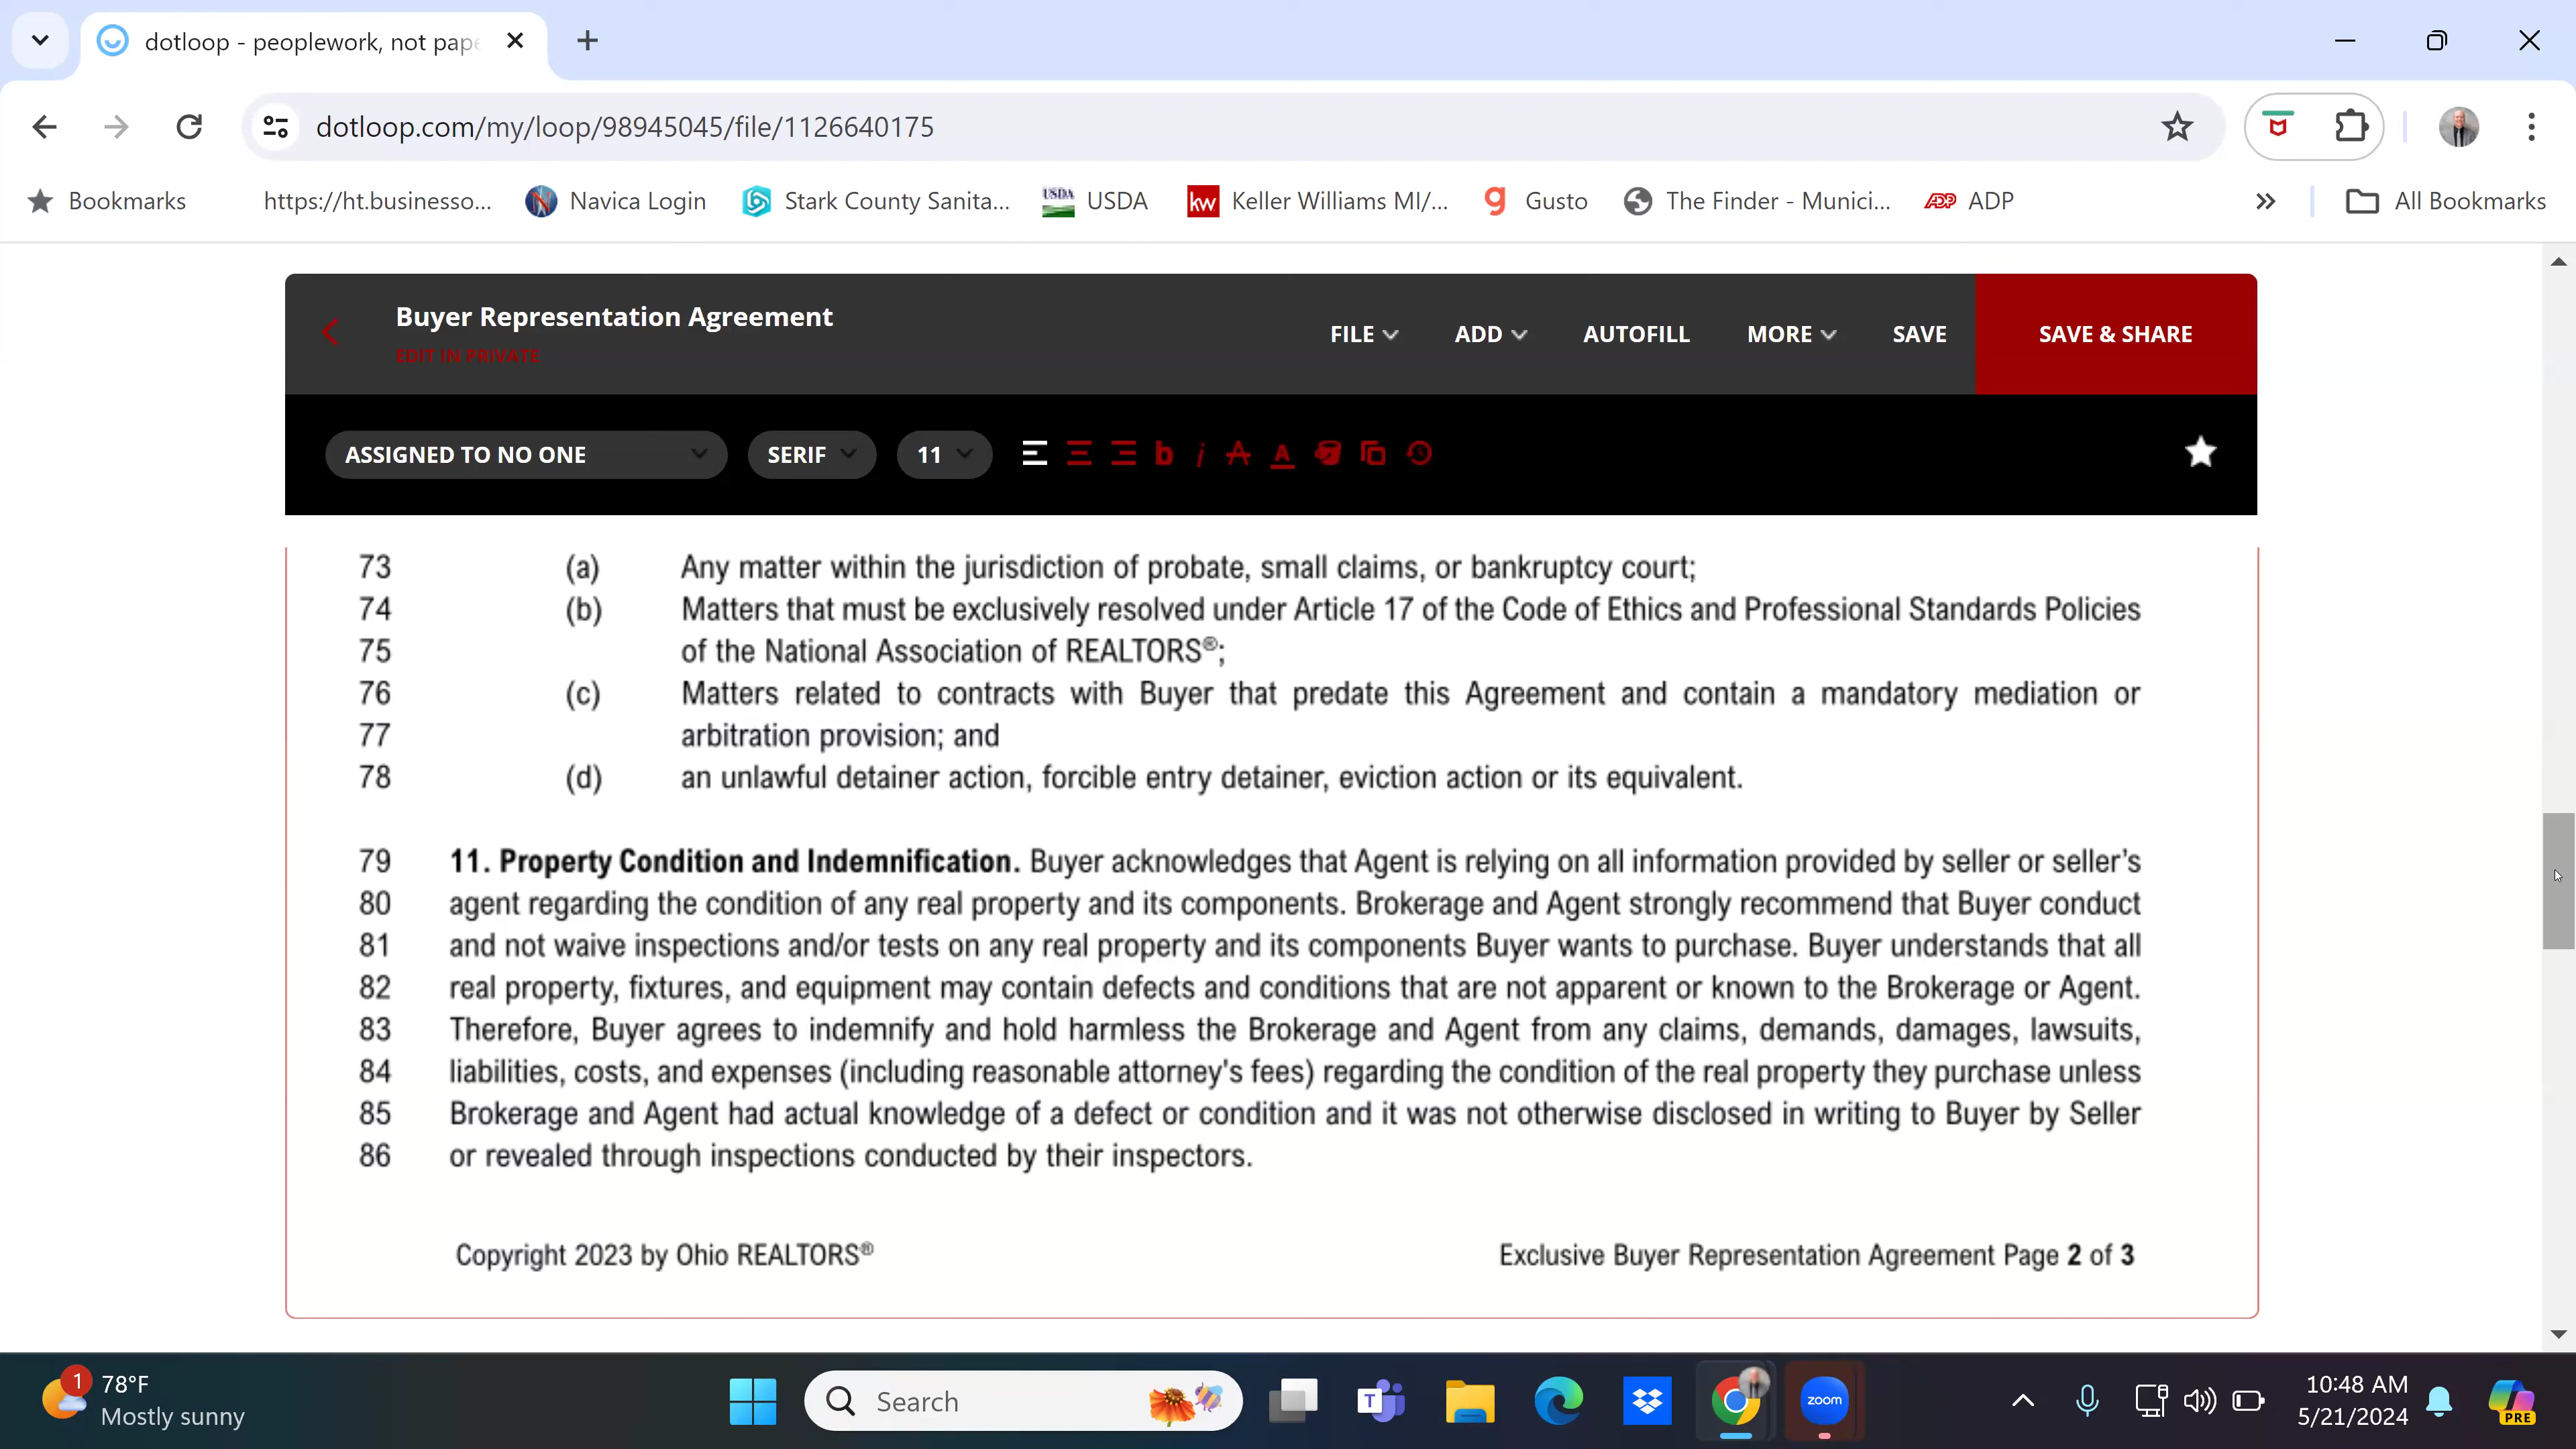 dotloop - peoplework, not pape
dotloop.com/my/loop/98945045/file/1126640175
Bookmarks
https://ht.businesso...
Navica Login
Stark County Sanita...
USDA
USDA
kw
Keller Williams MI/...
Gusto
The Finder - Munici...
ADP
ADP
All Bookmarks
Buyer Representation Agreement
EDIT IN PRIVATE
FILE
ADD
AUTOFILL
MORE
SAVE
SAVE & SHARE
ASSIGNED TO NO ONE
SERIF
11
b
i
A
A
73 (a) Any matter within the jurisdiction of probate, small claims, or bankruptcy court;
74 (b) Matters that must be exclusively resolved under Article 17 of the Code of Ethics and Professional Standards Policies
75 of the National Association of REALTORS®;
76 (c) Matters related to contracts with Buyer that predate this Agreement and contain a mandatory mediation or
77 arbitration provision; and
78 (d) an unlawful detainer action, forcible entry detainer, eviction action or its equivalent.
79 11. Property Condition and Indemnification. Buyer acknowledges that Agent is relying on all information provided by seller or seller's
80 agent regarding the condition of any real property and its components. Brokerage and Agent strongly recommend that Buyer conduct
81 and not waive inspections and/or tests on any real property and its components Buyer wants to purchase. Buyer understands that all
82 real property, fixtures, and equipment may contain defects and conditions that are not apparent or known to the Brokerage or Agent.
83 Therefore, Buyer agrees to indemnify and hold harmless the Brokerage and Agent from any claims, demands, damages, lawsuits,
84 liabilities, costs, and expenses (including reasonable attorney's fees) regarding the condition of the real property they purchase unless
85 Brokerage and Agent had actual knowledge of a defect or condition and it was not otherwise disclosed in writing to Buyer by Seller
86 or revealed through inspections conducted by their inspectors.
Copyright 2023 by Ohio REALTORS®
Exclusive Buyer Representation Agreement Page 2 of 3
1
78°F
Mostly sunny
Search
T
zoom
10:48 AM
5/21/2024
PRE